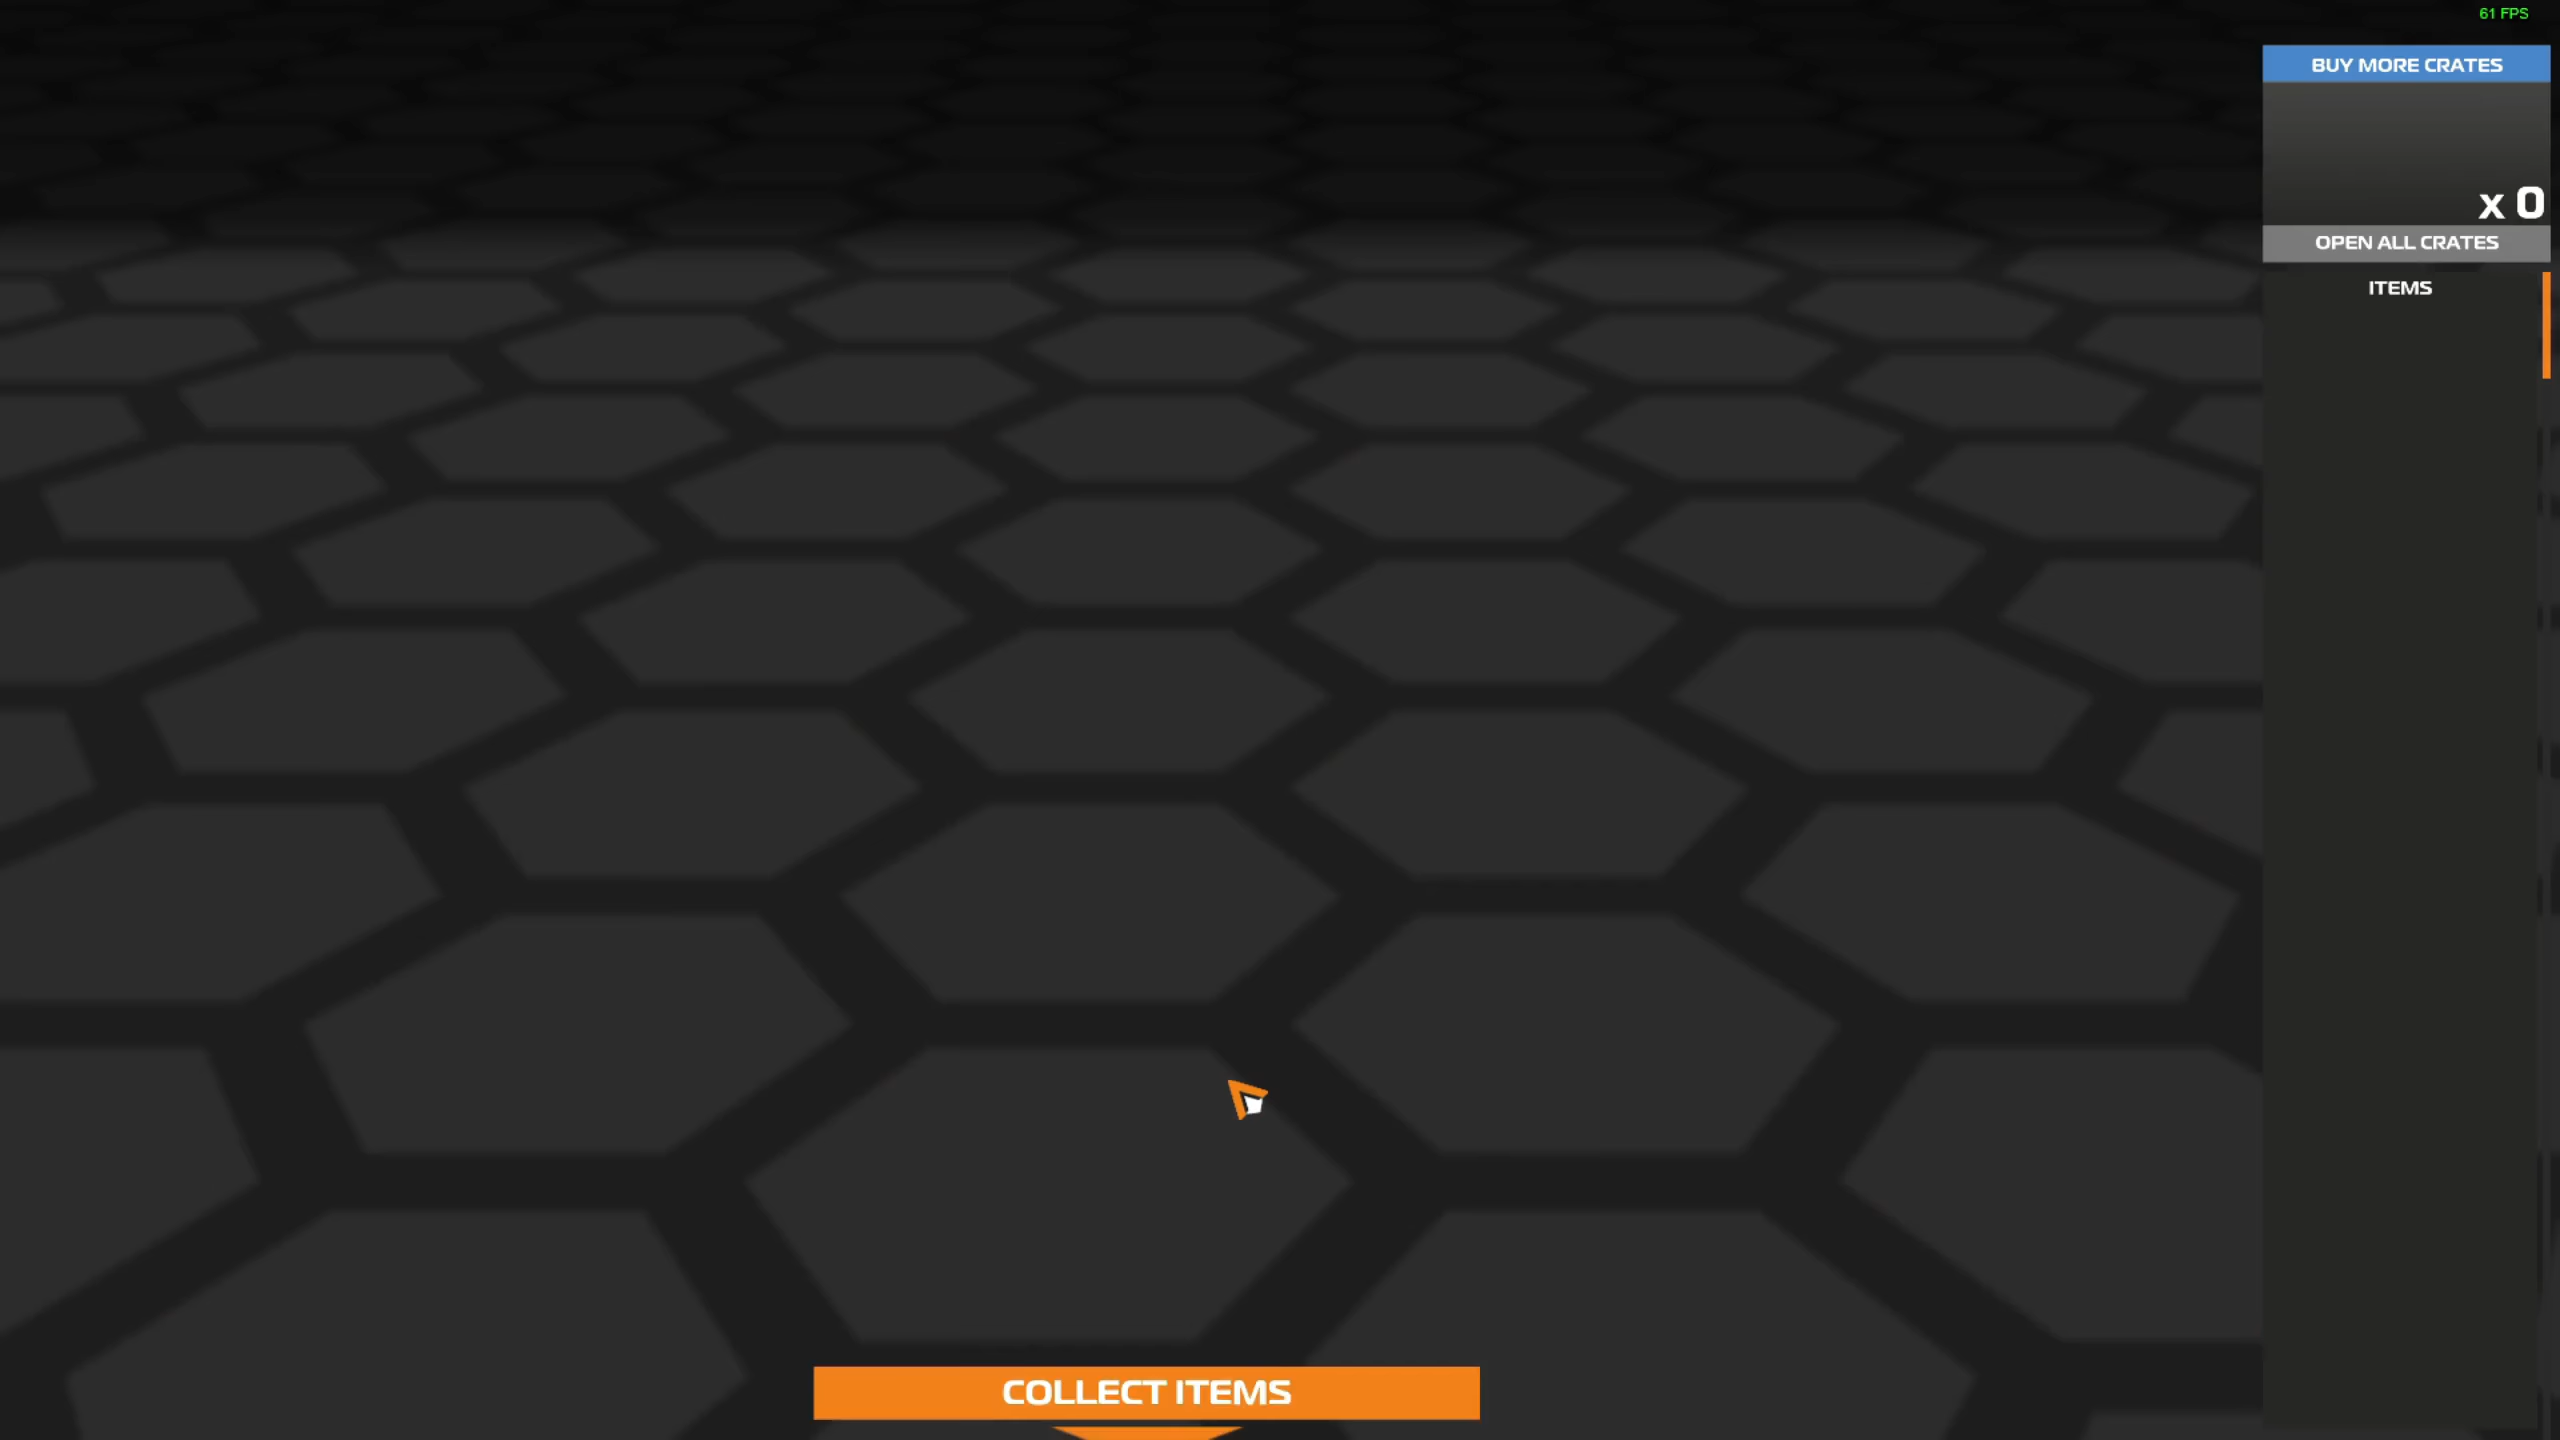 61 FPS
BUY MORE CRATES
x 0
OPEN ALL CRATES
ITEMS
COLLECT ITEMS